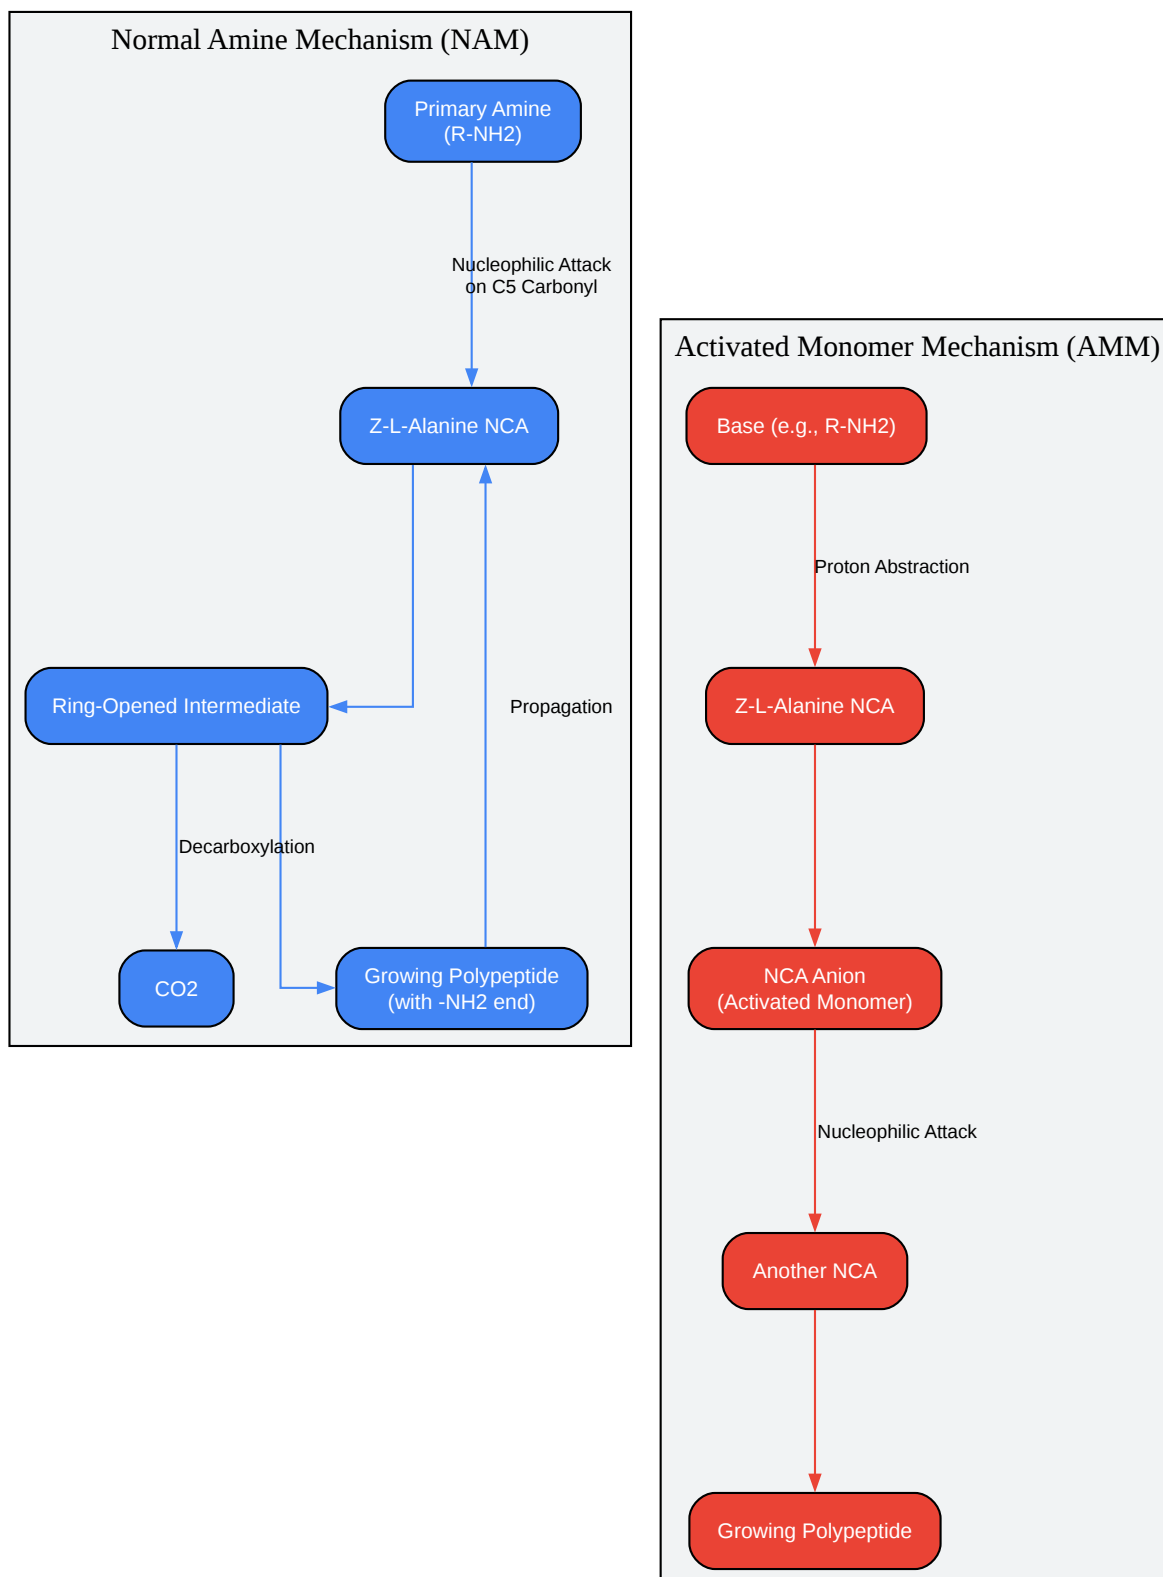 Normal Amine Mechanism (NAM)
Primary Amine
(R-NH2)
Nucleophilic Attack
on C5 Carbonyl
Z-L-Alanine NCA
Ring-Opened Intermediate
Propagation
Decarboxylation
CO2
Growing Polypeptide
(with -NH2 end)
Activated Monomer Mechanism (AMM)
Base (e.g., R-NH2)
Proton Abstraction
Z-L-Alanine NCA
NCA Anion
(Activated Monomer)
Nucleophilic Attack
Another NCA
Growing Polypeptide